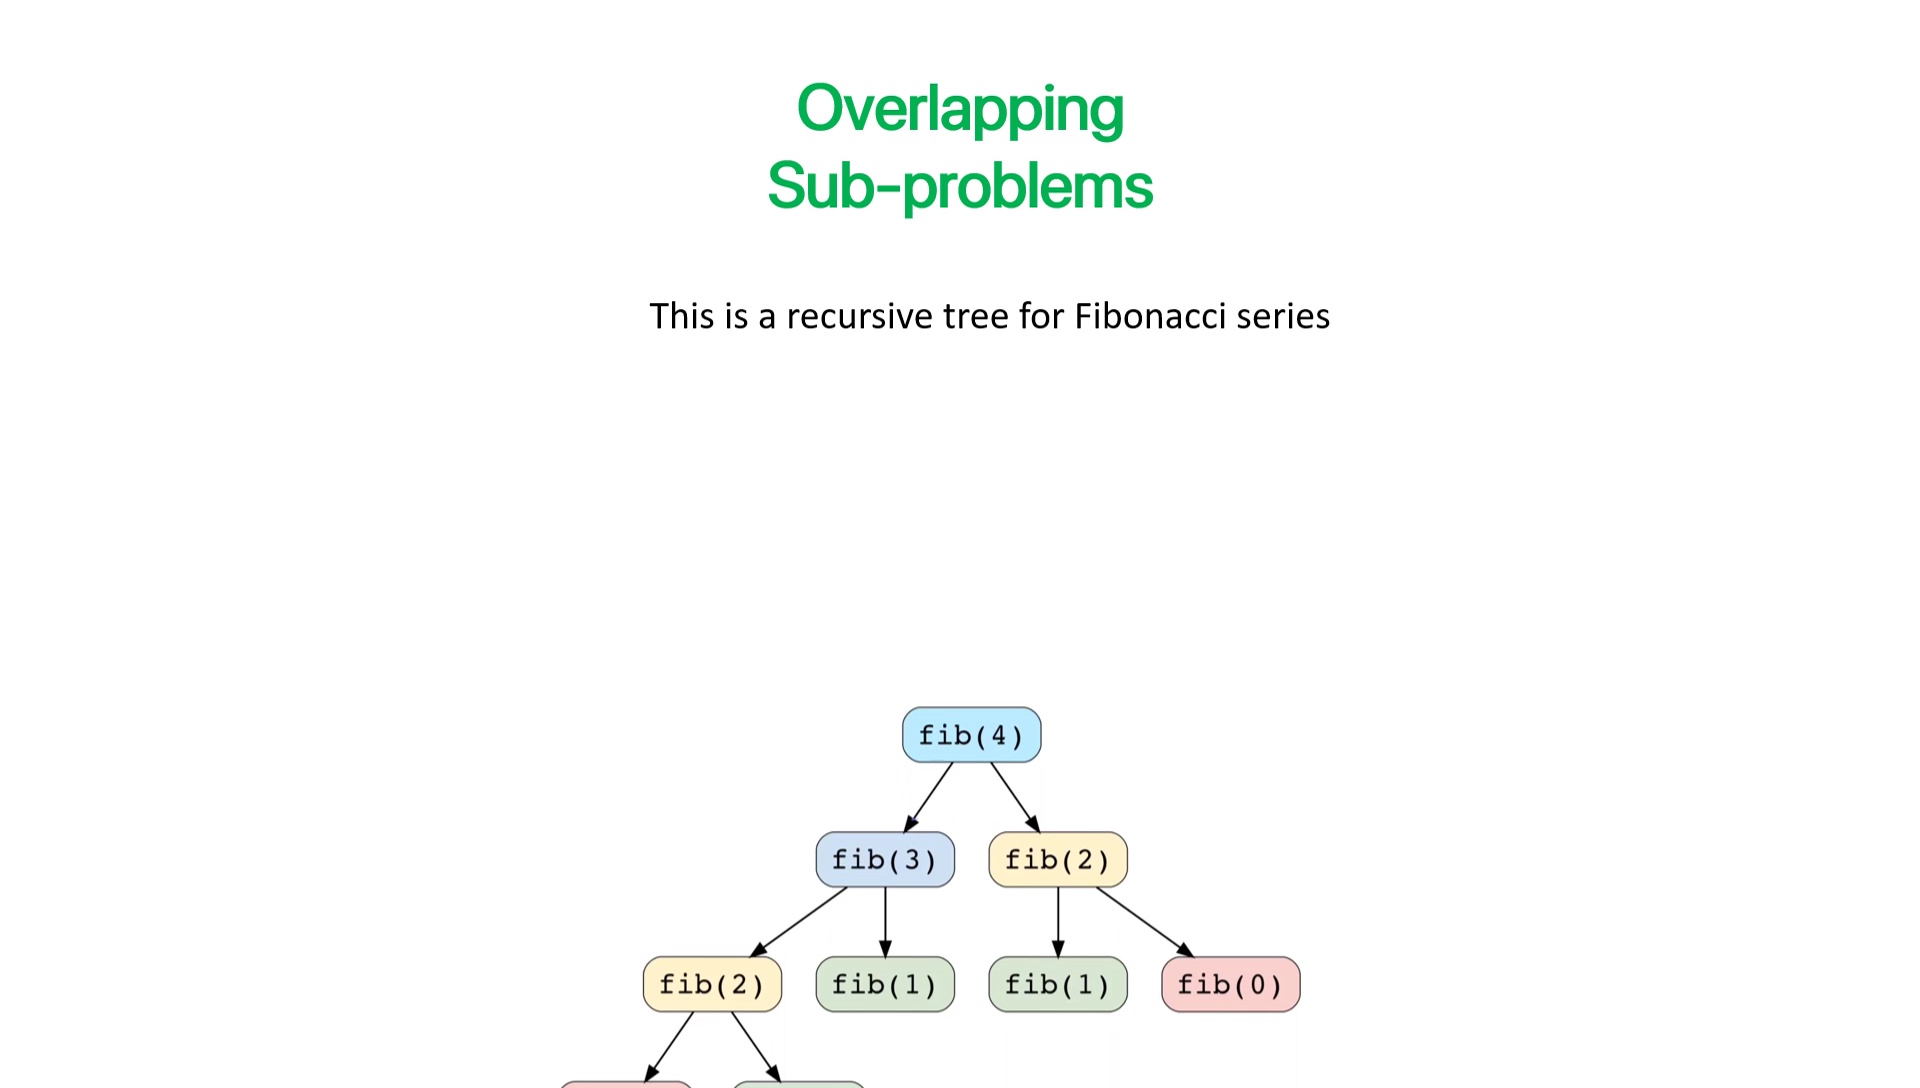 Overlapping
Sub-problems
This is a recursive tree for Fibonacci series
fib(4)
fib(3) fib(2)
fib(2) fib(1) fib(1) fib(0)